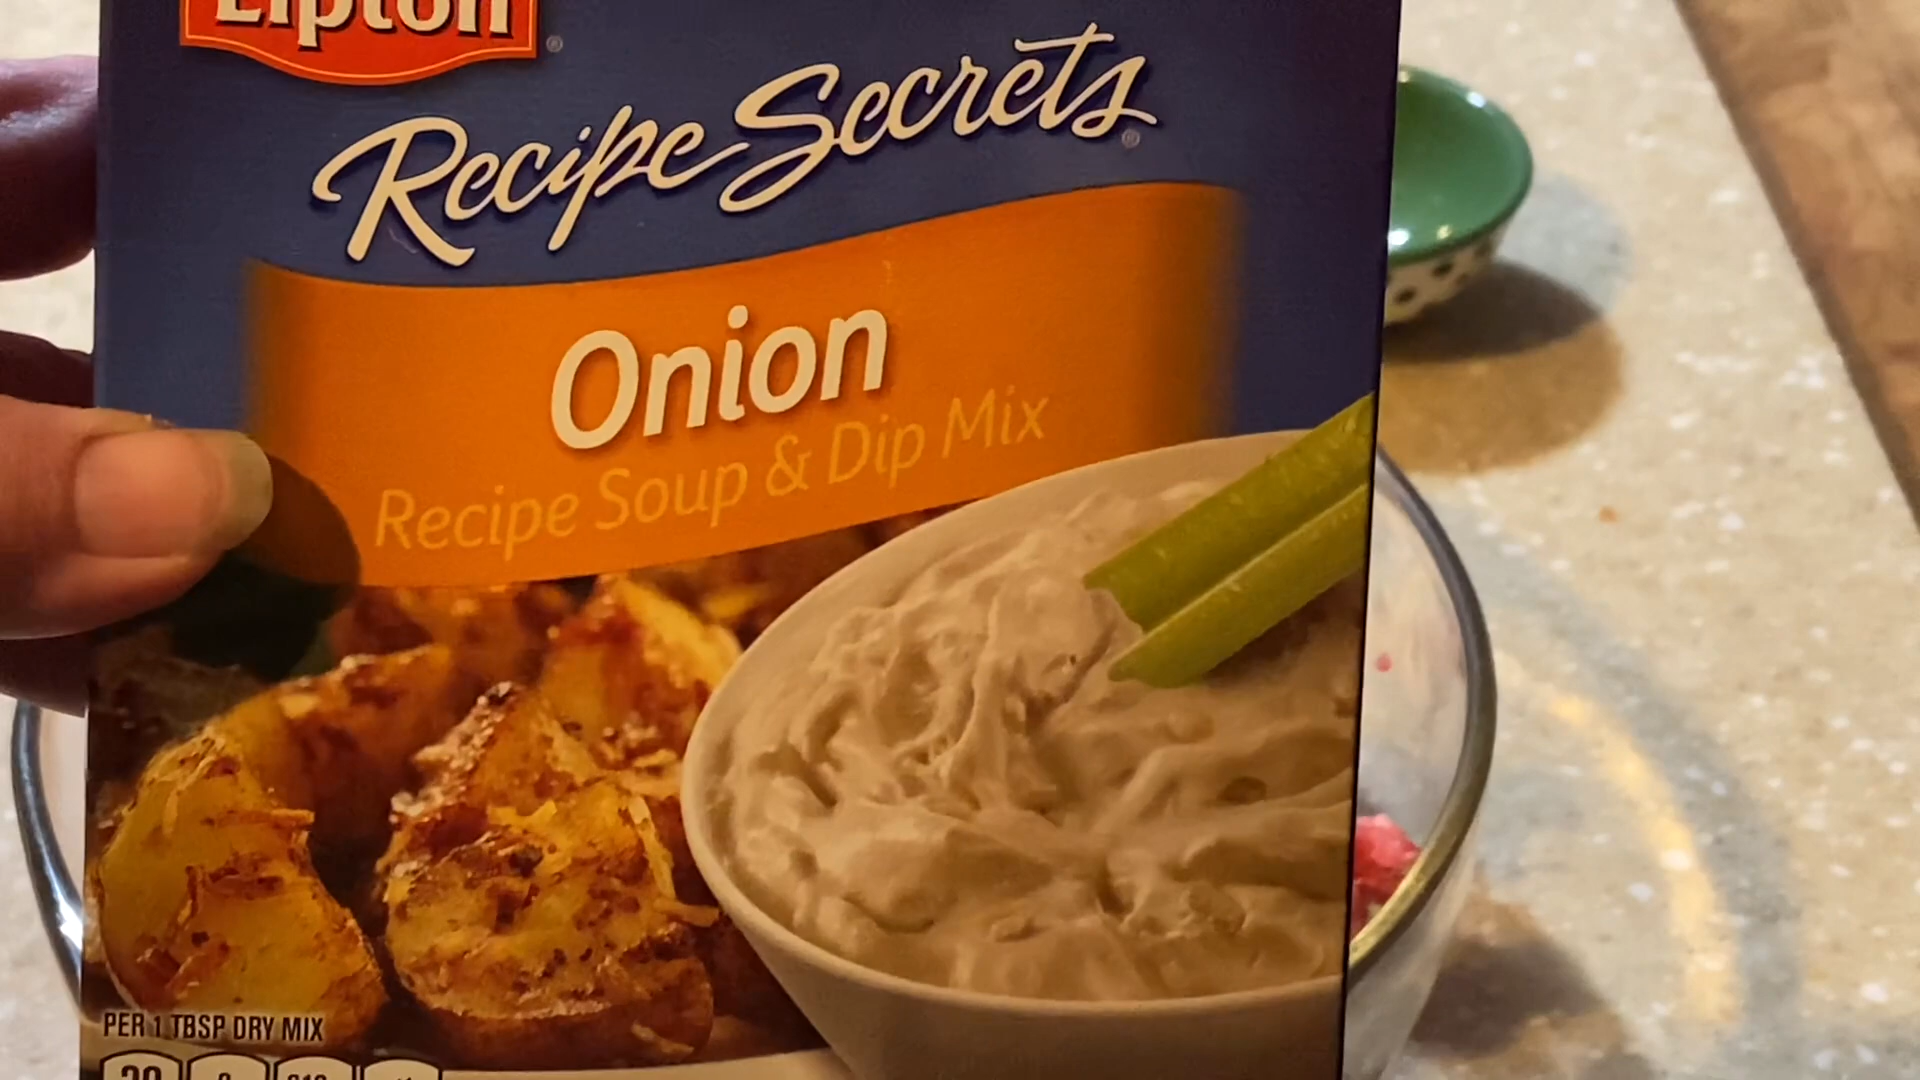 Lipton
Recipe Secrets
Onion
Recipe Soup & Dip Mix
PER 1 TBSP DRY MIX